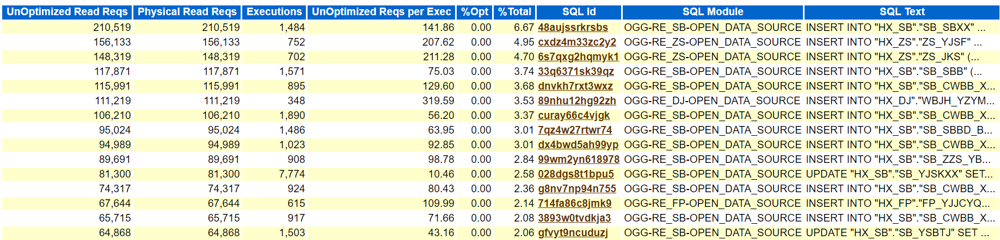 UnOptimized Read Reqs Physical Read Reqs Executions UnOptimized Reqs per Exec %Opt %Total SQL Id SQL Module SQL Text
210,519 210,519 1,484 141.86 0.00 6.67 48aujssrkrsbs OGG-RE_SB-OPEN_DATA_SOURCE INSERT INTO "HX_SB"."SB_SBXX" ...
156,133 156,133 752 207.62 0.00 4.95 cxdz4m33zc2y2 OGG-RE_ZS-OPEN_DATA_SOURCE INSERT INTO "HX_ZS"."ZS_YJSF" ...
148,319 148,319 702 211.28 0.00 4.70 6s7qxg2hqmyk1 OGG-RE_ZS-OPEN_DATA_SOURCE INSERT INTO "HX_ZS"."ZS_JKS" (...
117,871 117,871 1,571 75.03 0.00 3.74 33q6371sk39qz OGG-RE_SB-OPEN_DATA_SOURCE INSERT INTO "HX_SB"."SB_SBB" (...
115,991 115,991 895 129.60 0.00 3.68 dnvkh7rxt3wxz OGG-RE_SB-OPEN_DATA_SOURCE INSERT INTO "HX_SB"."SB_CWBB_X...
111,219 111,219 348 319.59 0.00 3.53 89nhu12hg92zh OGG-RE_DJ-OPEN_DATA_SOURCE INSERT INTO "HX_DJ"."WBJH_YZYM...
106,210 106,210 1,890 56.20 0.00 3.37 curay66c4vjgk OGG-RE_SB-OPEN_DATA_SOURCE INSERT INTO "HX_SB"."SB_CWBB_X...
95,024 95,024 1,486 63.95 0.00 3.01 7qz4w27rtwr74 OGG-RE_SB-OPEN_DATA_SOURCE INSERT INTO "HX_SB"."SB_SBBD_B...
94,989 94,989 1,023 92.85 0.00 3.01 dx4bwd5ah99yp OGG-RE_SB-OPEN_DATA_SOURCE INSERT INTO "HX_SB"."SB_CWBB_X...
89,691 89,691 908 98.78 0.00 2.84 99wm2yn618978 OGG-RE_SB-OPEN_DATA_SOURCE INSERT INTO "HX_SB"."SB_ZZS_YB...
81,300 81,300 7,774 10.46 0.00 2.58 028dgs8t1bpu5 OGG-RE_SB-OPEN_DATA_SOURCE UPDATE "HX_SB"."SB_YJSKXX" SET...
74,317 74,317 924 80.43 0.00 2.36 g8nv7np94n755 OGG-RE_SB-OPEN_DATA_SOURCE INSERT INTO "HX_SB"."SB_CWBB_X...
67,644 67,644 615 109.99 0.00 2.14 714fa86c8jmk9 OGG-RE_FP-OPEN_DATA_SOURCE INSERT INTO "HX_FP"."FP_YJJCYQ...
65,715 65,715 917 71.66 0.00 2.08 3893w0tvdkja3 OGG-RE_SB-OPEN_DATA_SOURCE INSERT INTO "HX_SB"."SB_CWBB_X...
64,868 64,868 1,503 43.16 0.00 2.06 gfvyt9ncuduzj OGG-RE_SB-OPEN_DATA_SOURCE UPDATE "HX_SB"."SB_YSBTJ" SET ...